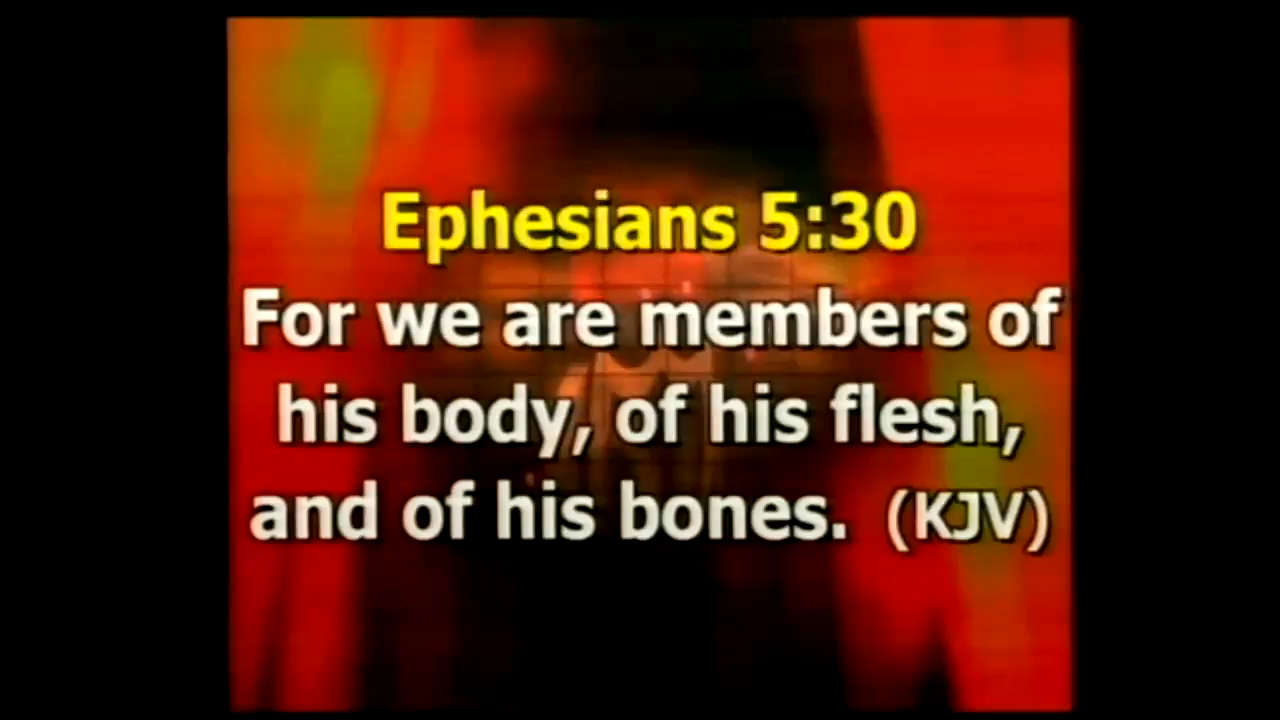 Ephesians 5:30
For we are members of
his body, of his flesh,
and of his bones. (KJV)